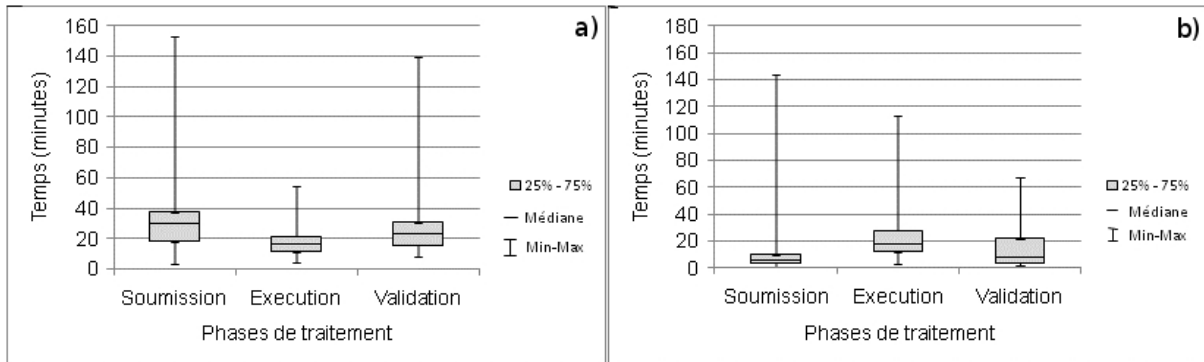 a)
160
140
120
100
80
60
40
20
0
Temps (minutes)
Soumission Execution Validation
Phases de traitement
25% - 75%
Médiane
Min-Max
b)
180
160
140
120
100
80
60
40
20
0
Temps (minutes)
Soumission Execution Validation
Phases de traitement
25% - 75%
Médiane
Min-Max